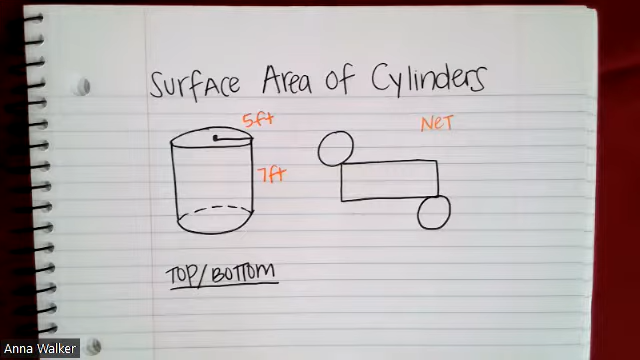 Surface Area of Cylinders
5ft
NET
7ft
TOP/BOTTOM
Anna Walker